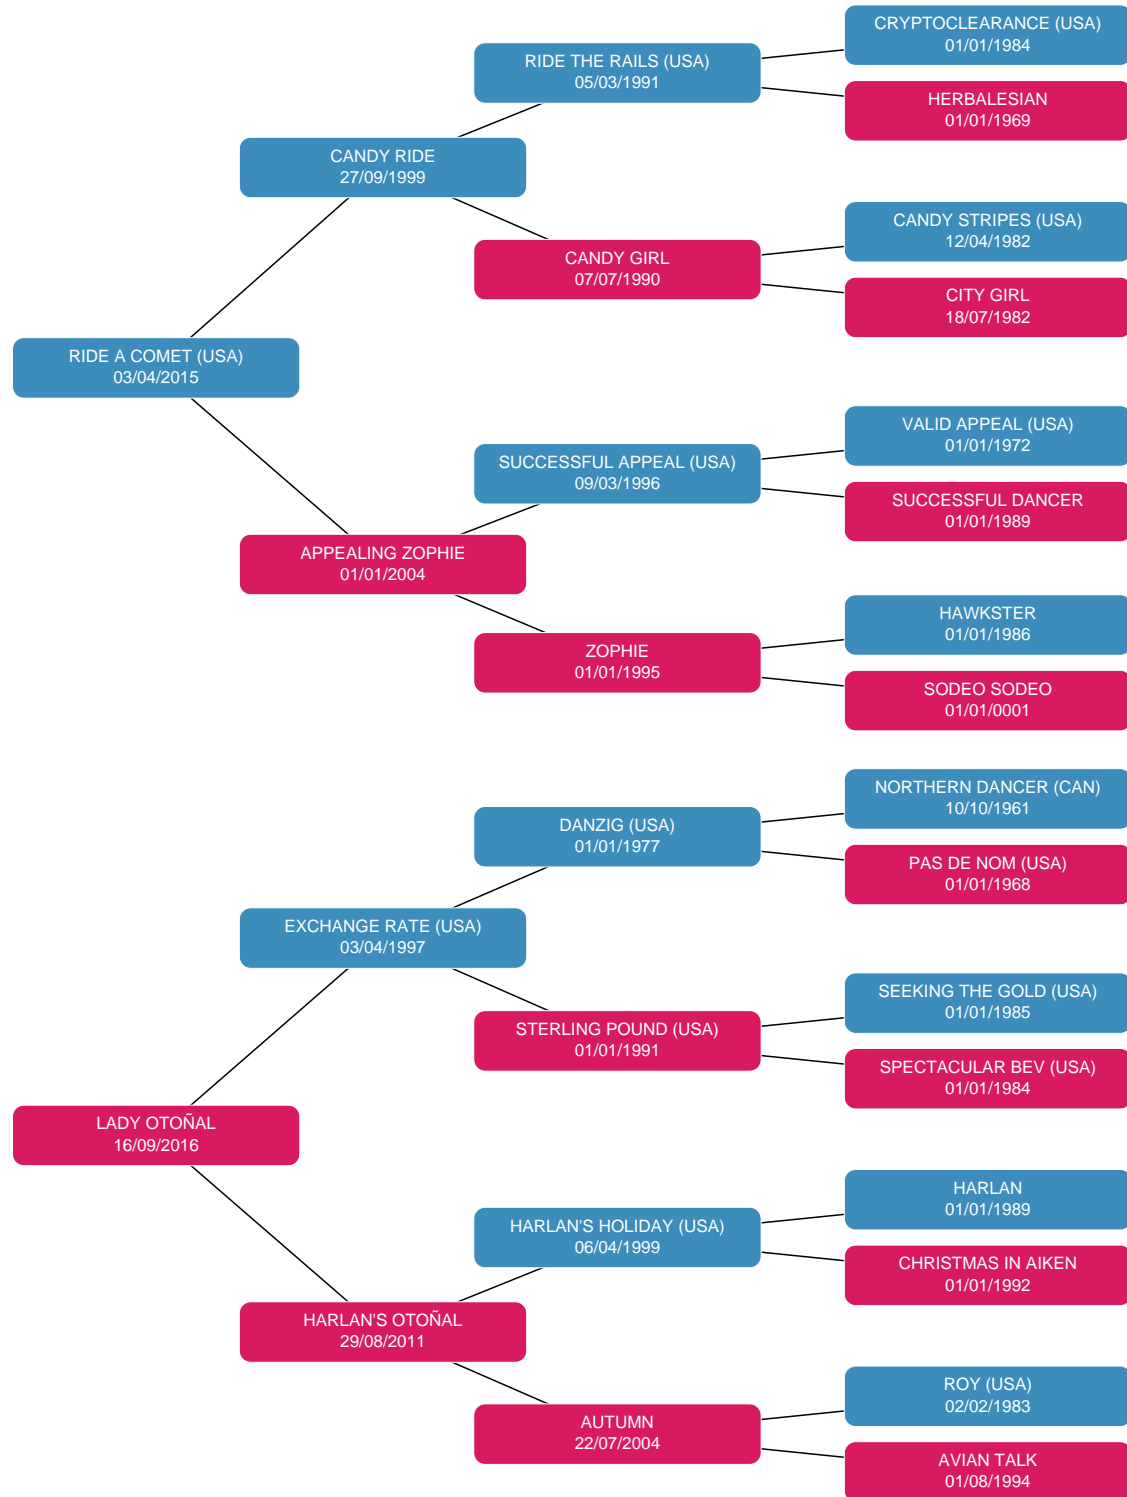 CRYPTOCLEARANCE (USA)
01/01/1984
RIDE THE RAILS (USA)
05/03/1991
HERBALESIAN
01/01/1969
CANDY RIDE
27/09/1999
CANDY STRIPES (USA)
12/04/1982
CANDY GIRL
07/07/1990
CITY GIRL
18/07/1982
RIDE A COMET (USA)
03/04/2015
VALID APPEAL (USA)
01/01/1972
SUCCESSFUL APPEAL (USA)
09/03/1996
SUCCESSFUL DANCER
01/01/1989
APPEALING ZOPHIE
01/01/2004
HAWKSTER
01/01/1986
ZOPHIE
01/01/1995
SODEO SODEO
01/01/0001
NORTHERN DANCER (CAN)
10/10/1961
DANZIG (USA)
01/01/1977
PAS DE NOM (USA)
01/01/1968
EXCHANGE RATE (USA)
03/04/1997
SEEKING THE GOLD (USA)
01/01/1985
STERLING POUND (USA)
01/01/1991
SPECTACULAR BEV (USA)
01/01/1984
LADY OTOÑAL
16/09/2016
HARLAN
01/01/1989
HARLAN'S HOLIDAY (USA)
06/04/1999
CHRISTMAS IN AIKEN
01/01/1992
HARLAN'S OTOÑAL
29/08/2011
ROY (USA)
02/02/1983
AUTUMN
22/07/2004
AVIAN TALK
01/08/1994